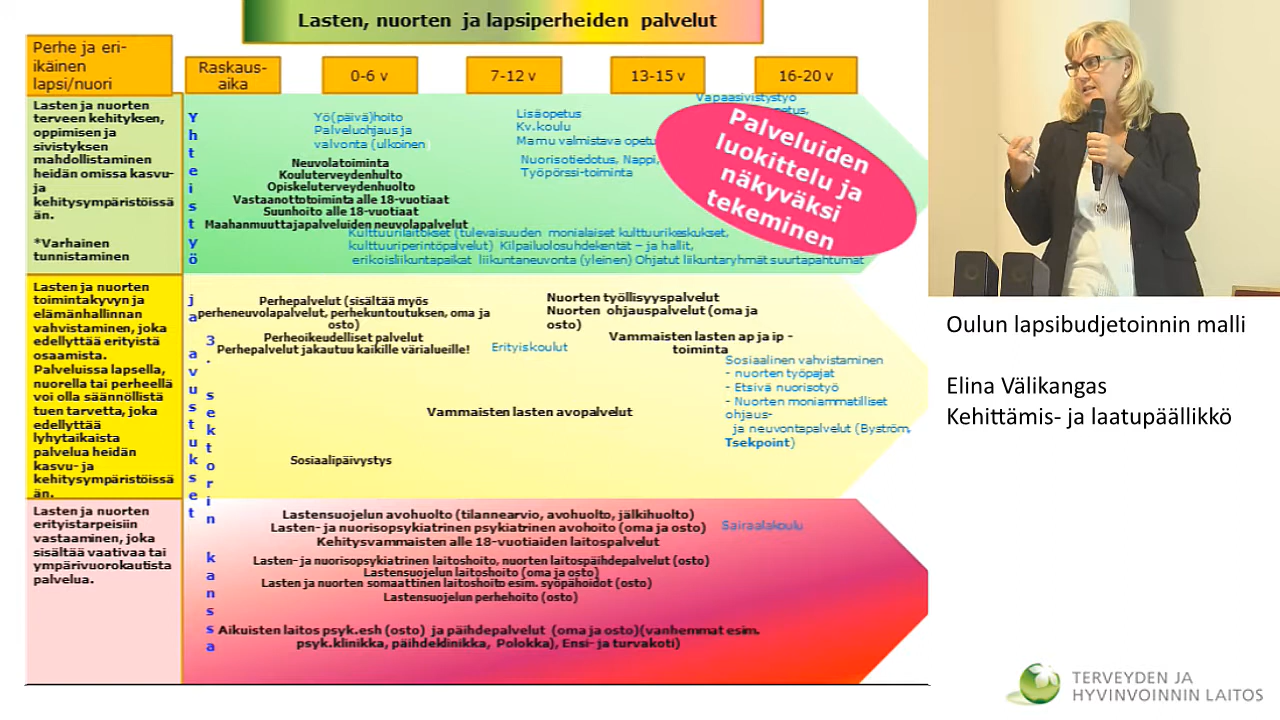 Lasten, nuorten ja lapsiperheiden palvelut
Perhe ja eri-
ikäinen
lapsi/nuori
Raskaus-
aika
0-6 v
7-12 v
13-15 v
16-20 v
Lasten ja nuorten
terveen kehityksen,
oppimisen ja
sivistyksen
mahdollistaminen
heidän omissa kasvu-
ja
kehitysympäristöissä
än.
*Varhainen
tunnistaminen
Yhteistyö
ja avustukset
3. sektorin kanssa
Yö(päivä)hoito
Palveluohjaus ja
valvonta (ulkoinen)
Lisäopetus
Kv.koulu
Mamu valmistava opetu
Nuorisotiedotus, Nappi,
Työpörssi-toiminta
Vapaasivistystyö
Palveluiden
luokittelu ja
näkyväksi
tekeminen
Neuvolatoiminta
Kouluterveydenhulto
Opiskeluterveydenhuolto
Vastaanottotoiminta alle 18-vuotiaat
Suunhoito alle 18-vuotiaat
Maahanmuuttajapalveluiden neuvolapalvelut
Kulttuurilaitokset (tulevaisuuden monialaiset kulttuurikeskukset,
kulttuuriperintöpalvelut) Kilpailuolosuhdekentät – ja hallit,
erikoisliikuntapaikat liikuntaneuvonta (yleinen) Ohjatut liikuntaryhmät suurtapahtumat
Lasten ja nuorten
toimintakyvyn ja
elämänhallinnan
vahvistaminen, joka
edellyttää erityistä
osaamista.
Palveluissa lapsella,
nuorella tai perheellä
voi olla säännöllistä
tuen tarvetta, joka
edellyttää
lyhytaikaista
palvelua heidän
kasvu- ja
kehitysympäristöissä
än.
Perhepalvelut (sisältää myös
perheneuvolapalvelut, perhekuntoutuksen, oma ja
osto)
Perheoikeudelliset palvelut
Perhepalvelut jakautuu kaikille värialueille!
Erityiskoulut
Nuorten työllisyyspalvelut
Nuorten ohjauspalvelut (oma ja
osto)
Vammaisten lasten ap ja ip -
toiminta
Sosiaalinen vahvistaminen
- nuorten työpajat
- Etsivä nuorisotyö
- Nuorten moniammatilliset
ohjaus-
ja neuvontapalvelut (Byström,
Tsekpoint)
Vammaisten lasten avopalvelut
Sosiaalipäivystys
Lasten ja nuorten
erityistarpeisiin
vastaaminen, joka
sisältää vaativaa tai
ympärivuorokautista
palvelua.
Lastensuojelun avohuolto (tilannearvio, avohuolto, jälkihuolto)
Lasten- ja nuorisopsykiatrinen psykiatrinen avohoito (oma ja osto)
Sairaalakoulu
Kehitysvammaisten alle 18-vuotiaiden laitospalvelut
Lasten- ja nuorisopsykiatrinen laitoshoito, nuorten laitospäihdepalvelut (osto)
Lastensuojelun laitoshoito (oma ja osto)
Lasten ja nuorten somaattinen laitoshoito esim. syöpähoidot (osto)
Lastensuojelun perhehoito (osto)
Aikuisten laitos psyk.esh (osto) ja päihdepalvelut (oma ja osto)(vanhemmat esim.
psyk.klinikka, päihdeklinikka, Polokka), Ensi- ja turvakoti)
Oulun lapsibudjetoinnin malli
Elina Välikangas
Kehittämis- ja laatupäällikkö
TERVEYDEN JA
HYVINVOINNIN LAITOS